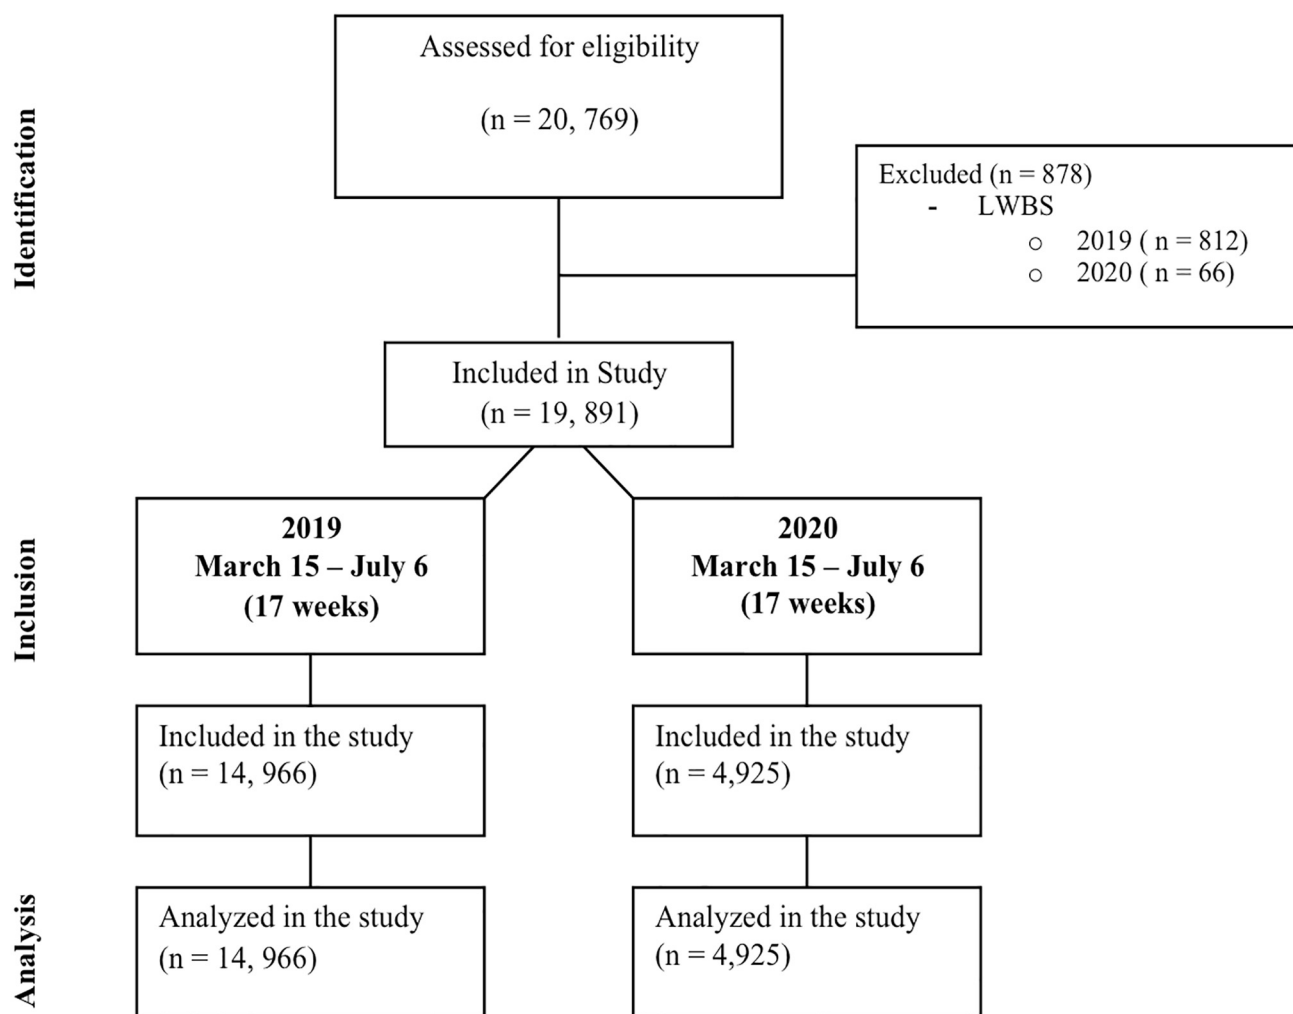 Identification
Assessed for eligibility
(n = 20, 769)
Excluded (n = 878)
- LWBS
○ 2019 ( n = 812)
○ 2020 ( n = 66)
Included in Study
(n = 19, 891)
Inclusion
2019
March 15 – July 6
(17 weeks)
2020
March 15 – July 6
(17 weeks)
Included in the study
(n = 14, 966)
Included in the study
(n = 4,925)
Analysis
Analyzed in the study
(n = 14, 966)
Analyzed in the study
(n = 4,925)